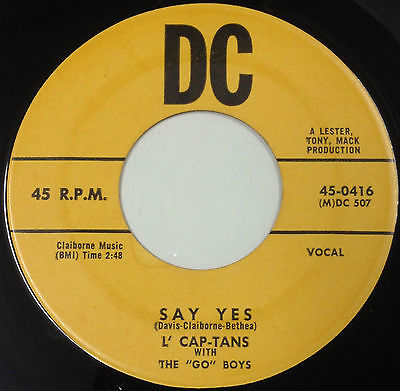 DC
A LESTER,
TONY, MACK
PRODUCTION
45 R.P.M.
45-0416
(M)DC 507
Claiborne Music
(BMI) Time 2:48
VOCAL
SAY YES
(Davis-Claiborne-Bethea)
L' CAP-TANS
WITH
THE "GO" BOYS